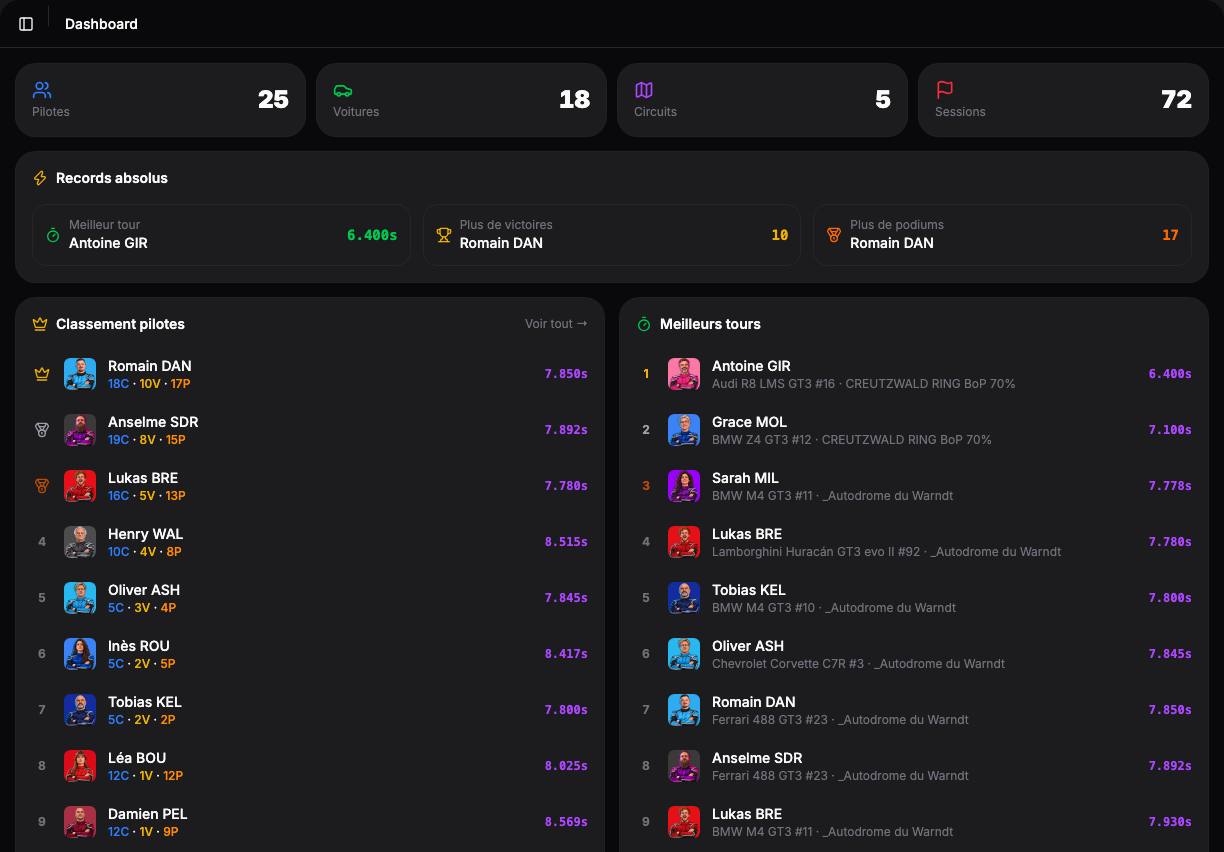 Dashboard
Pilotes
25
Voitures
18
Circuits
5
Sessions
72
Records absolus
Meilleur tour
Antoine GIR
6.400s
Plus de victoires
Romain DAN
10
Plus de podiums
Romain DAN
17
Classement pilotes
Voir tout →
Romain DAN
18C · 10V · 17P
7.850s
Anselme SDR
19C · 8V · 15P
7.892s
Lukas BRE
16C · 5V · 13P
7.780s
4
Henry WAL
10C · 4V · 8P
8.515s
5
Oliver ASH
5C · 3V · 4P
7.845s
6
Inès ROU
5C · 2V · 5P
8.417s
7
Tobias KEL
5C · 2V · 2P
7.800s
8
Léa BOU
12C · 1V · 12P
8.025s
9
Damien PEL
12C · 1V · 9P
8.569s
Meilleurs tours
1
Antoine GIR
Audi R8 LMS GT3 #16 · CREUTZWALD RING BoP 70%
6.400s
2
Grace MOL
BMW Z4 GT3 #12 · CREUTZWALD RING BoP 70%
7.100s
3
Sarah MIL
BMW M4 GT3 #11 · _Autodrome du Warndt
7.778s
4
Lukas BRE
Lamborghini Huracán GT3 evo II #92 · _Autodrome du Warndt
7.780s
5
Tobias KEL
BMW M4 GT3 #10 · _Autodrome du Warndt
7.800s
6
Oliver ASH
Chevrolet Corvette C7R #3 · _Autodrome du Warndt
7.845s
7
Romain DAN
Ferrari 488 GT3 #23 · _Autodrome du Warndt
7.850s
8
Anselme SDR
Ferrari 488 GT3 #23 · _Autodrome du Warndt
7.892s
9
Lukas BRE
BMW M4 GT3 #11 · _Autodrome du Warndt
7.930s